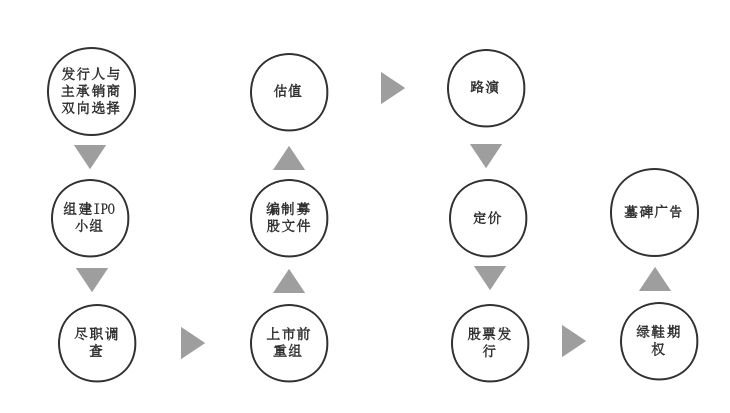 发行人与
主承销商
双向选择
组建IPO
小组
尽职调
查
上市前
重组
编制募
股文件
估值
路演
定价
股票发
行
绿鞋期
权
墓碑广告